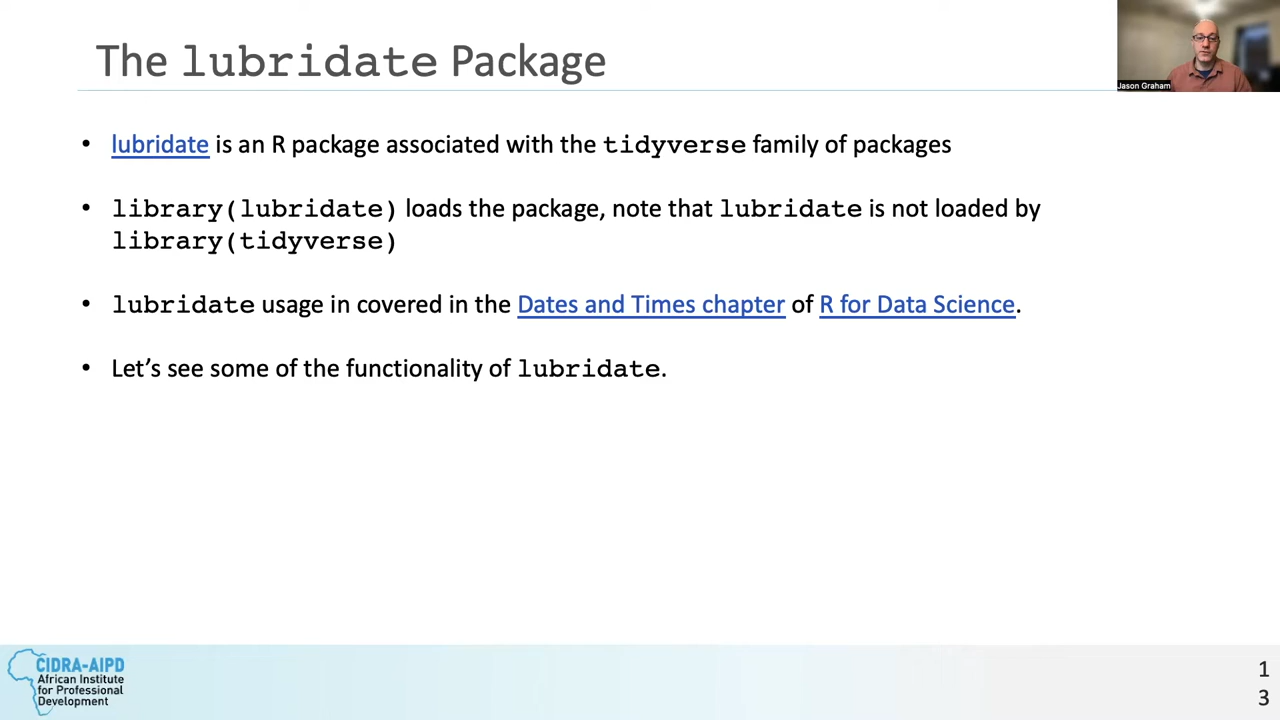 The lubridate Package
Jason Graham
• lubridate is an R package associated with the tidyverse family of packages
• library(lubridate) loads the package, note that lubridate is not loaded by
library(tidyverse)
• lubridate usage in covered in the Dates and Times chapter of R for Data Science.
• Let’s see some of the functionality of lubridate.
CIDRA-AIPD
African Institute
for Professional
Development
1
3